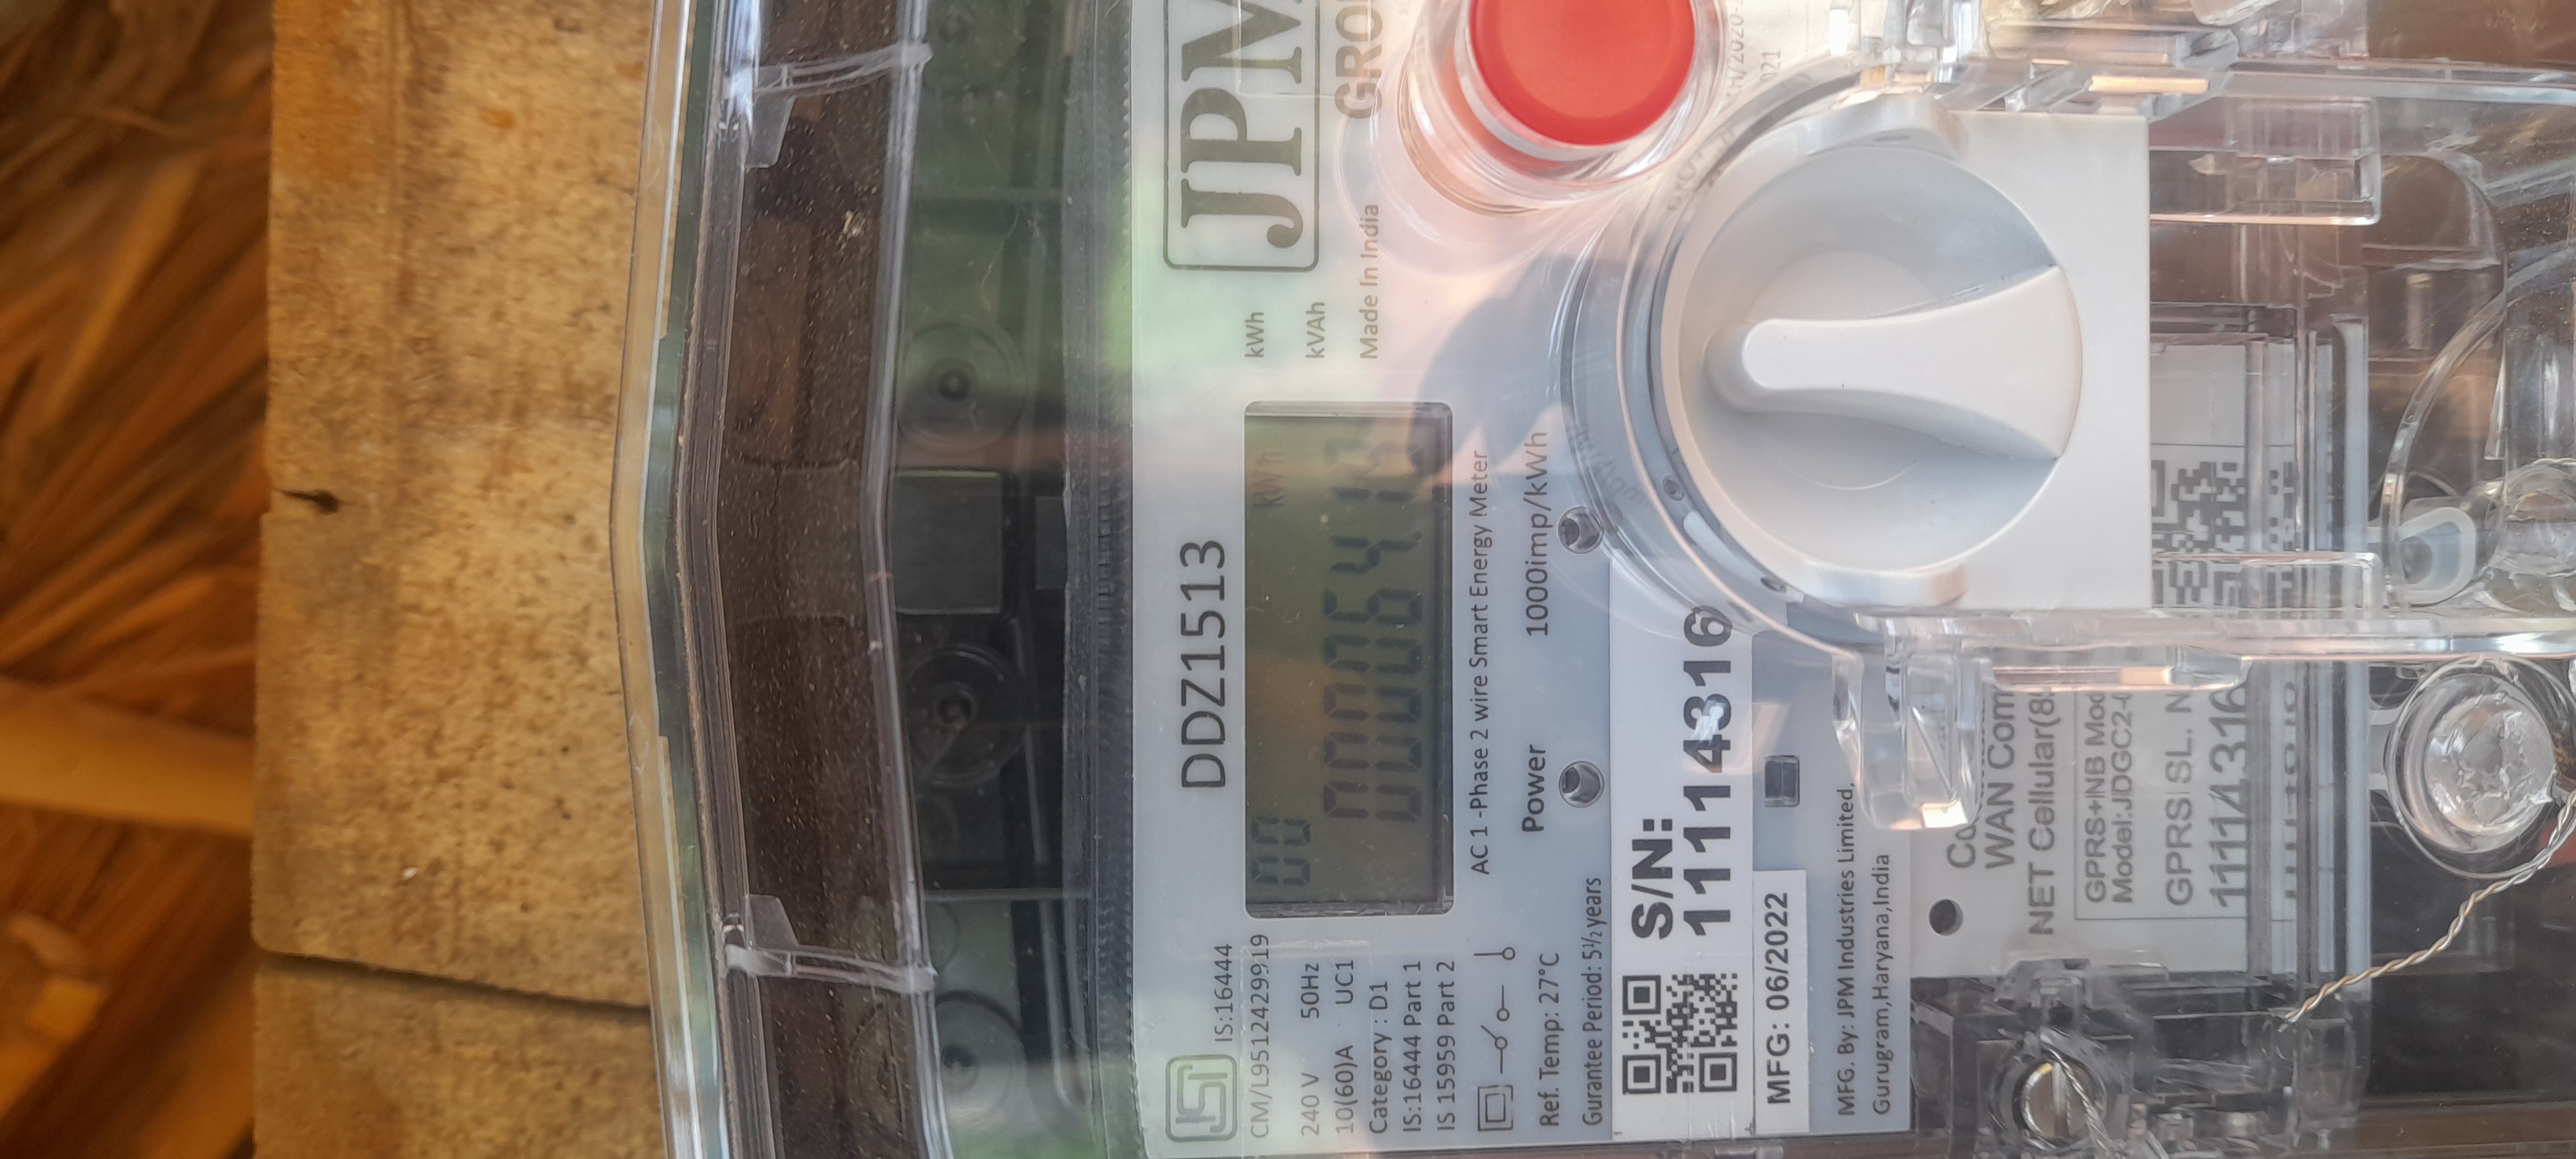 JPM
GRO
Made In India
kWh
kVAh
DDZ1513
00
kWh
IS:16444
CM/L9512429919
240 V 50Hz
10(60)A UC1
Category : D1
IS:16444 Part 1
IS 15959 Part 2
AC 1 -Phase 2 wire Smart Energy Meter
Power 1000imp/kWh
Ref. Temp: 27°C
Gurantee Period: 5½ years
S/N:
11114316
MFG: 06/2022
MFG. By: JPM Industries Limited,
Gurugram,Haryana,India
WAN Com
NET Cellular(8
GPRS+NB Mod
Model:JDGC2-
GPRS SL. N
11114316